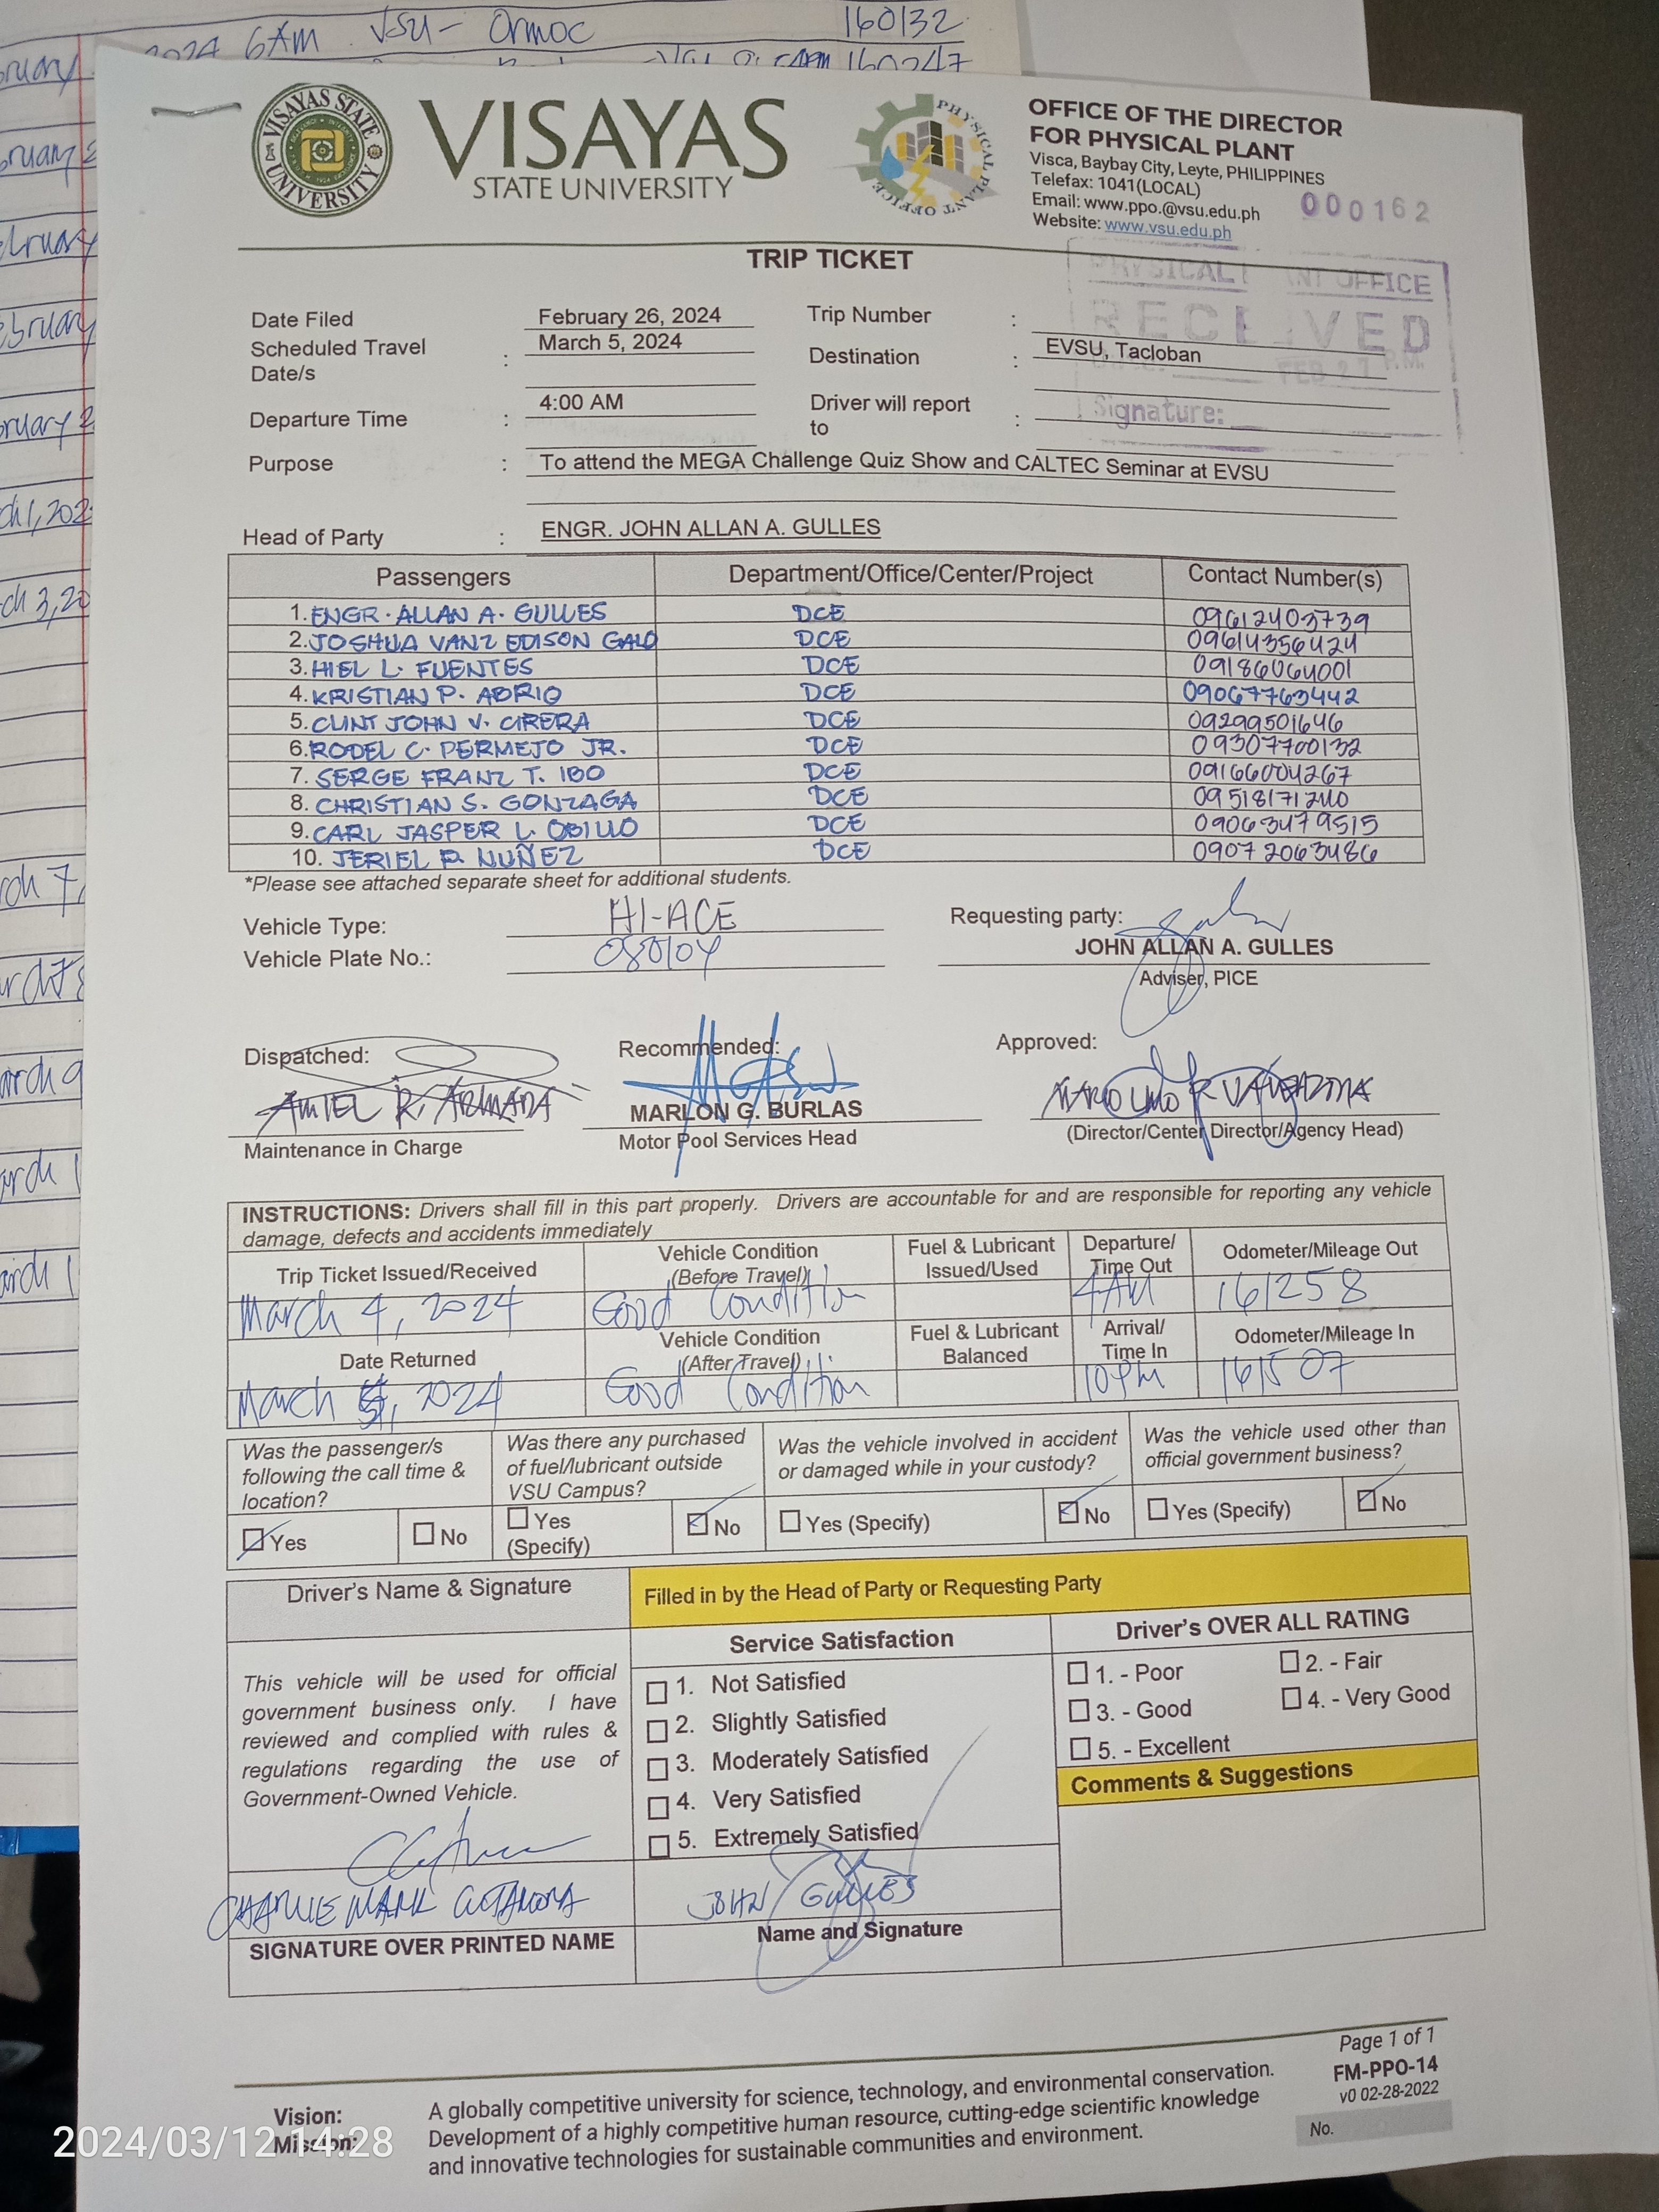 2024 6AM VSU- Ormoc 160132
160247
VISAYAS STATE UNIVERSITY
VISAYAS
STATE UNIVERSITY
PHYSICAL PLANT OFFICE
OFFICE OF THE DIRECTOR
FOR PHYSICAL PLANT
Visca, Baybay City, Leyte, PHILIPPINES
Telefax: 1041(LOCAL)
Email: www.ppo.@vsu.edu.ph
Website: www.vsu.edu.ph
000162
TRIP TICKET
PHYSICAL NT OFFICE
RECEIVED
FEB 27 P.M.
Signature:
Date Filed February 26, 2024 Trip Number :
Scheduled Travel Date/s : March 5, 2024 Destination : EVSU, Tacloban
Departure Time : 4:00 AM Driver will report to :
Purpose : To attend the MEGA Challenge Quiz Show and CALTEC Seminar at EVSU
Head of Party : ENGR. JOHN ALLAN A. GULLES
Passengers Department/Office/Center/Project Contact Number(s)
1. ENGR. ALLAN A. GULLES DCE 09612403739
2. JOSHUA VANZ EDISON GALO DCE 09614356424
3. HIEL L. FUENTES DCE 09186064001
4. KRISTIAN P. ABRIO DCE 09067763442
5. CLINT JOHN V. CIRERA DCE 09299501646
6. RODEL C. PERMEJO JR. DCE 09307700132
7. SERGE FRANZ T. IBO DCE 09166004267
8. CHRISTIAN S. GONZAGA DCE 09518171240
9. CARL JASPER L. OBILLO DCE 09063479515
10. JERIEL P. NUÑEZ DCE 09072063486
*Please see attached separate sheet for additional students.
Vehicle Type: HI-ACE
Vehicle Plate No.: 080104
Requesting party:
JOHN ALLAN A. GULLES
Adviser, PICE
Dispatched: Recommended: Approved:
AMIEL R. ARMADA MARLON G. BURLAS MARIO LILIO P. VALENZONA
Maintenance in Charge Motor Pool Services Head (Director/Center Director/Agency Head)
INSTRUCTIONS: Drivers shall fill in this part properly. Drivers are accountable for and are responsible for reporting any vehicle
damage, defects and accidents immediately
Trip Ticket Issued/Received Vehicle Condition (Before Travel) Fuel & Lubricant Issued/Used Departure/ Time Out Odometer/Mileage Out
March 4, 2024 Good Condition 4AM 161258
Date Returned Vehicle Condition (After Travel) Fuel & Lubricant Balanced Arrival/ Time In Odometer/Mileage In
March 5, 2024 Good Condition 10PM 161507
Was the passenger/s following the call time & location?
Yes No
Was there any purchased of fuel/lubricant outside VSU Campus?
Yes (Specify) No
Was the vehicle involved in accident or damaged while in your custody?
Yes (Specify) No
Was the vehicle used other than official government business?
Yes (Specify) No
Driver's Name & Signature
This vehicle will be used for official
government business only. I have
reviewed and complied with rules &
regulations regarding the use of
Government-Owned Vehicle.
CHARLIE MARK
SIGNATURE OVER PRINTED NAME
Filled in by the Head of Party or Requesting Party
Service Satisfaction
1. Not Satisfied
2. Slightly Satisfied
3. Moderately Satisfied
4. Very Satisfied
5. Extremely Satisfied
JOHN GULLES
Name and Signature
Driver's OVER ALL RATING
1. - Poor 2. - Fair
3. - Good 4. - Very Good
5. - Excellent
Comments & Suggestions
Page 1 of 1
FM-PPO-14
v0 02-28-2022
No.
Vision: A globally competitive university for science, technology, and environmental conservation.
Mission: Development of a highly competitive human resource, cutting-edge scientific knowledge
and innovative technologies for sustainable communities and environment.
2024/03/12 14:28